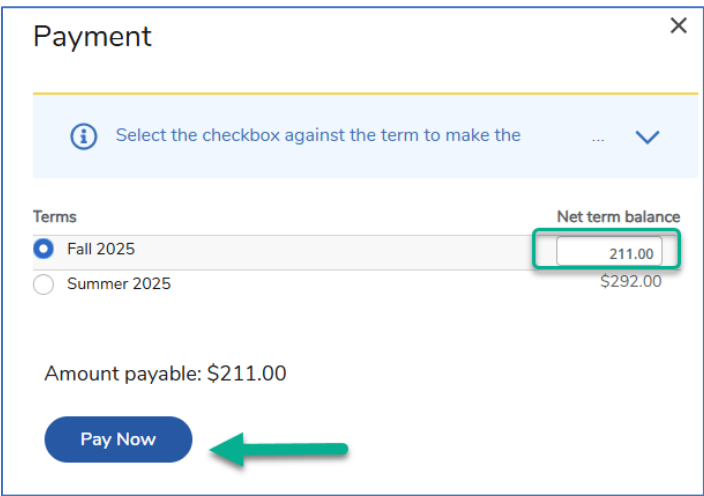 Payment
Select the checkbox against the term to make the ...
Terms Net term balance
Fall 2025 211.00
Summer 2025 $292.00
Amount payable: $211.00
Pay Now